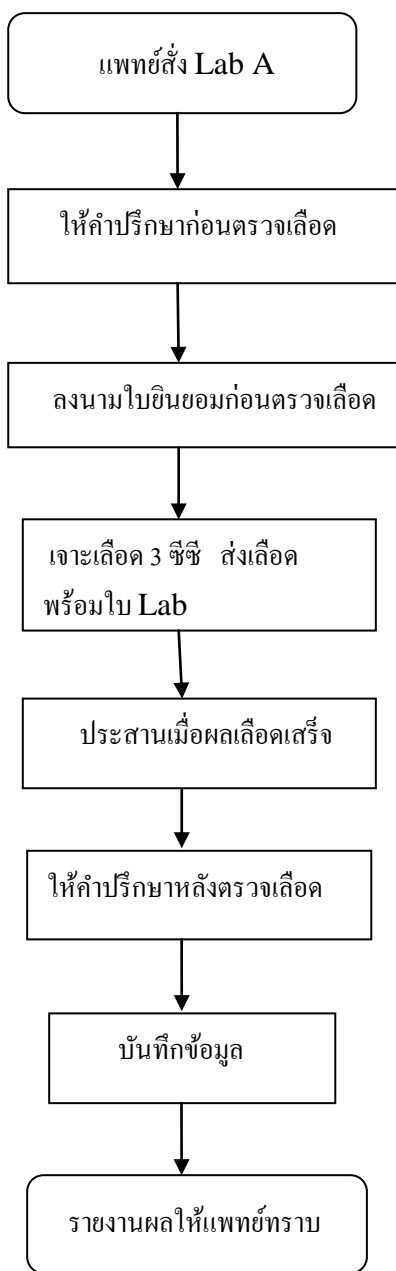 แพทย์สั่ง Lab A
ให้คำปรึกษาก่อนตรวจเลือด
ลงนามใบยินยอมก่อนตรวจเลือด
เจาะเลือด 3 ซีซี ส่งเลือด
พร้อมใบ Lab
ประสานเมื่อผลเลือดเสร็จ
ให้คำปรึกษาหลังตรวจเลือด
บันทึกข้อมูล
รายงานผลให้แพทย์ทราบ